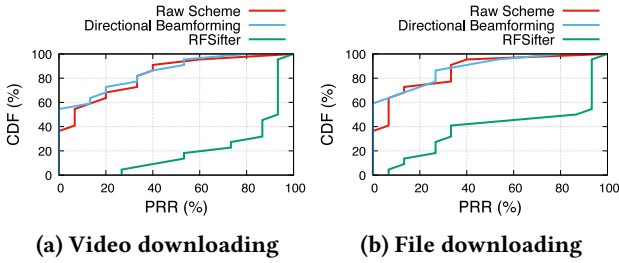 Raw Scheme
Directional Beamforming
RFSifter
100
80
60
40
20
0
CDF (%)
0 20 40 60 80 100
PRR (%)
(a) Video downloading
Raw Scheme
Directional Beamforming
RFSifter
100
80
60
40
20
0
CDF (%)
0 20 40 60 80 100
PRR (%)
(b) File downloading